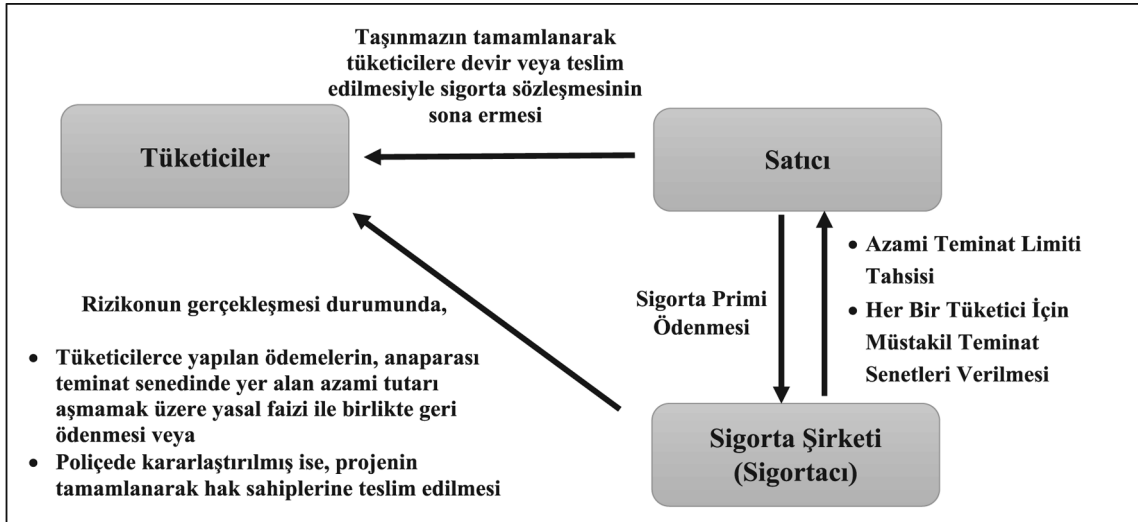 Taşınmazın tamamlanarak
tüketicilere devir veya teslim
edilmesiyle sigorta sözleşmesinin
sona ermesi
Tüketiciler
Satıcı
Rizikonun gerçekleşmesi durumunda,
• Tüketicilerce yapılan ödemelerin, anaparası
teminat senedinde yer alan azami tutarı
aşmamak üzere yasal faizi ile birlikte geri
ödenmesi veya
• Poliçede kararlaştırılmış ise, projenin
tamamlanarak hak sahiplerine teslim edilmesi
Sigorta Primi
Ödenmesi
• Azami Teminat Limiti
Tahsisi
• Her Bir Tüketici İçin
Müstakil Teminat
Senetleri Verilmesi
Sigorta Şirketi
(Sigortacı)